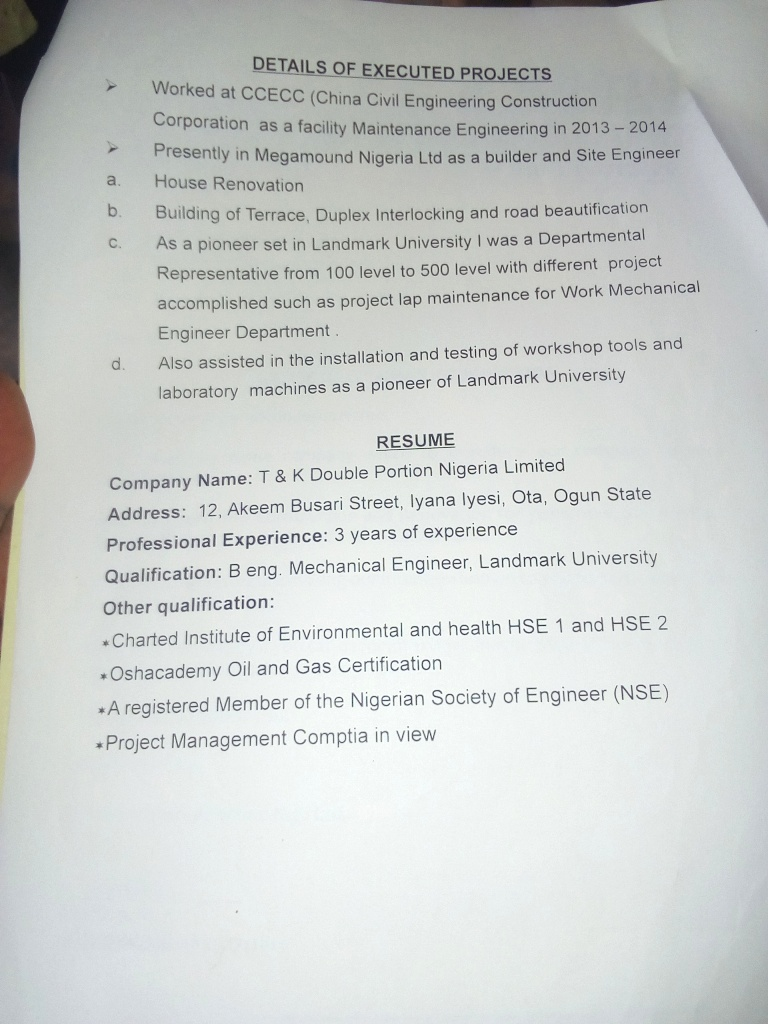 DETAILS OF EXECUTED PROJECTS
➢ Worked at CCECC (China Civil Engineering Construction
Corporation as a facility Maintenance Engineering in 2013 – 2014
➢ Presently in Megamound Nigeria Ltd as a builder and Site Engineer
a. House Renovation
b. Building of Terrace, Duplex Interlocking and road beautification
c. As a pioneer set in Landmark University I was a Departmental
Representative from 100 level to 500 level with different project
accomplished such as project lap maintenance for Work Mechanical
Engineer Department .
d. Also assisted in the installation and testing of workshop tools and
laboratory machines as a pioneer of Landmark University
RESUME
Company Name: T & K Double Portion Nigeria Limited
Address: 12, Akeem Busari Street, Iyana Iyesi, Ota, Ogun State
Professional Experience: 3 years of experience
Qualification: B eng. Mechanical Engineer, Landmark University
Other qualification:
*Charted Institute of Environmental and health HSE 1 and HSE 2
*Oshacademy Oil and Gas Certification
*A registered Member of the Nigerian Society of Engineer (NSE)
*Project Management Comptia in view